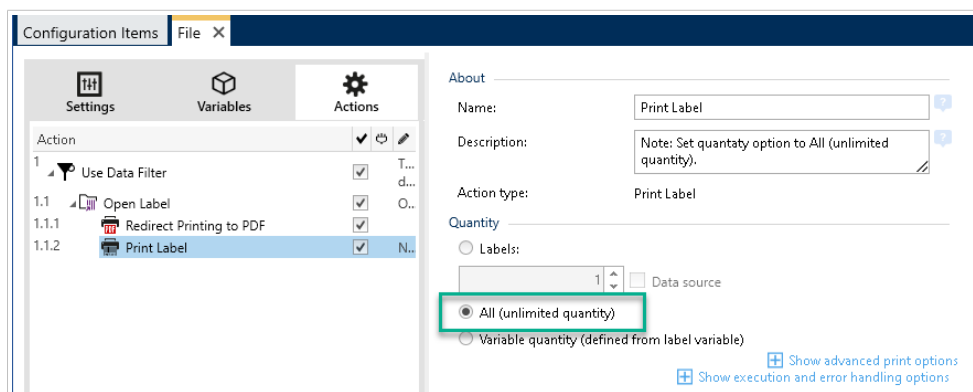 Configuration Items File
Settings Variables Actions
Action
1 Use Data Filter T...
d...
1.1 Open Label O..
1.1.1 Redirect Printing to PDF
1.1.2 Print Label N..
About
Name: Print Label
Description: Note: Set quantaty option to All (unlimited
quantity).
Action type: Print Label
Quantity
Labels:
1 Data source
All (unlimited quantity)
Variable quantity (defined from label variable)
Show advanced print options
Show execution and error handling options